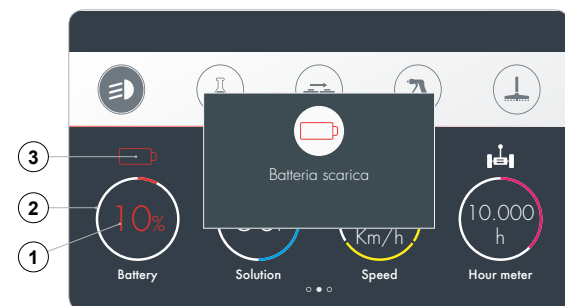 3
Batteria scarica
2
10%
10.000
h
Km/h
1
Battery
Solution
Speed
Hour meter